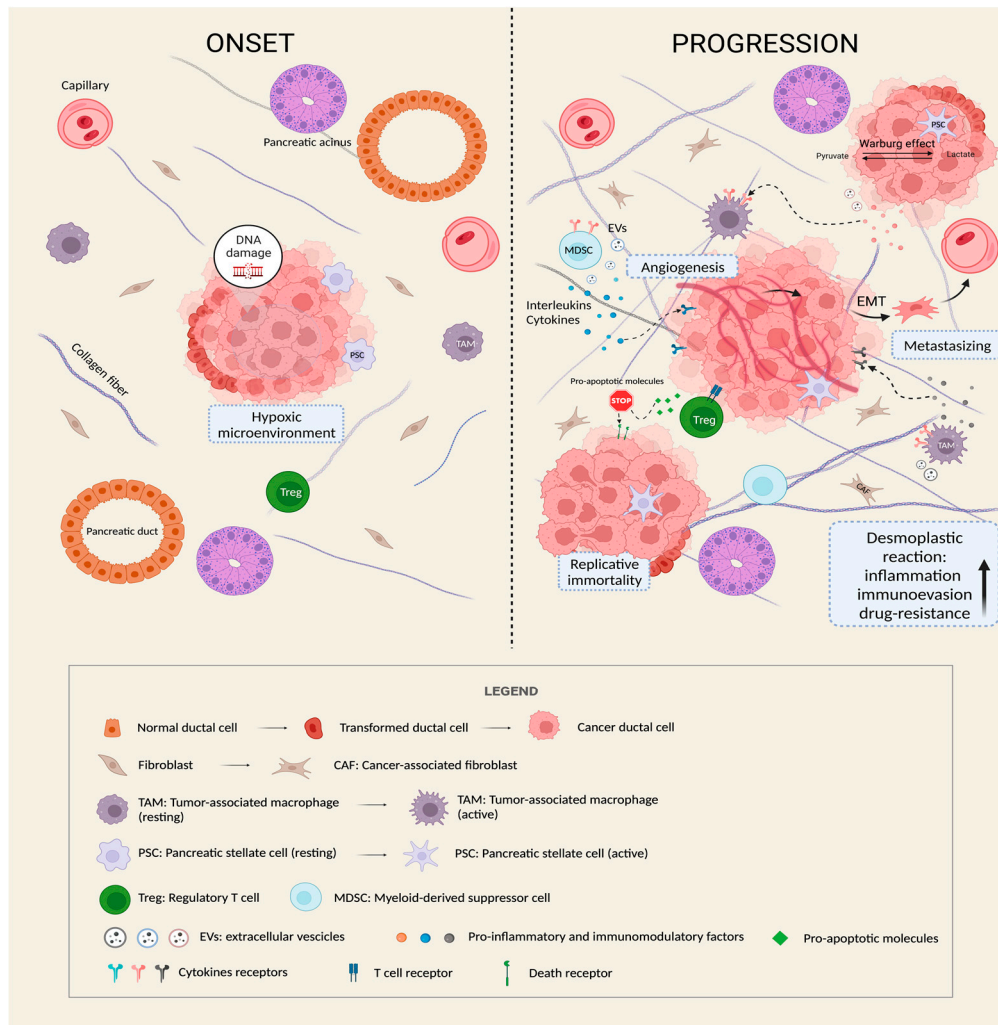 ONSET
Capillary
Pancreatic acinus
DNA
damage
TAM
PSC
Collagen fiber
Hypoxic
microenvironment
Treg
Pancreatic duct
PROGRESSION
PSC
Warburg effect
Pyruvate
Lactate
EVs
MDSC
Angiogenesis
Interleukins
Cytokines
EMT
Metastasizing
Pro-apoptotic molecules
STOP
Treg
TAM
CAF
Replicative
immortality
Desmoplastic
reaction:
inflammation
immunoevasion
drug-resistance
LEGEND
Normal ductal cell
Transformed ductal cell
Cancer ductal cell
Fibroblast
CAF: Cancer-associated fibroblast
TAM: Tumor-associated macrophage
(resting)
TAM: Tumor-associated macrophage
(active)
PSC: Pancreatic stellate cell (resting)
PSC: Pancreatic stellate cell (active)
Treg: Regulatory T cell
MDSC: Myeloid-derived suppressor cell
EVs: extracellular vescicles
Pro-inflammatory and immunomodulatory factors
Pro-apoptotic molecules
Cytokines receptors
T cell receptor
Death receptor